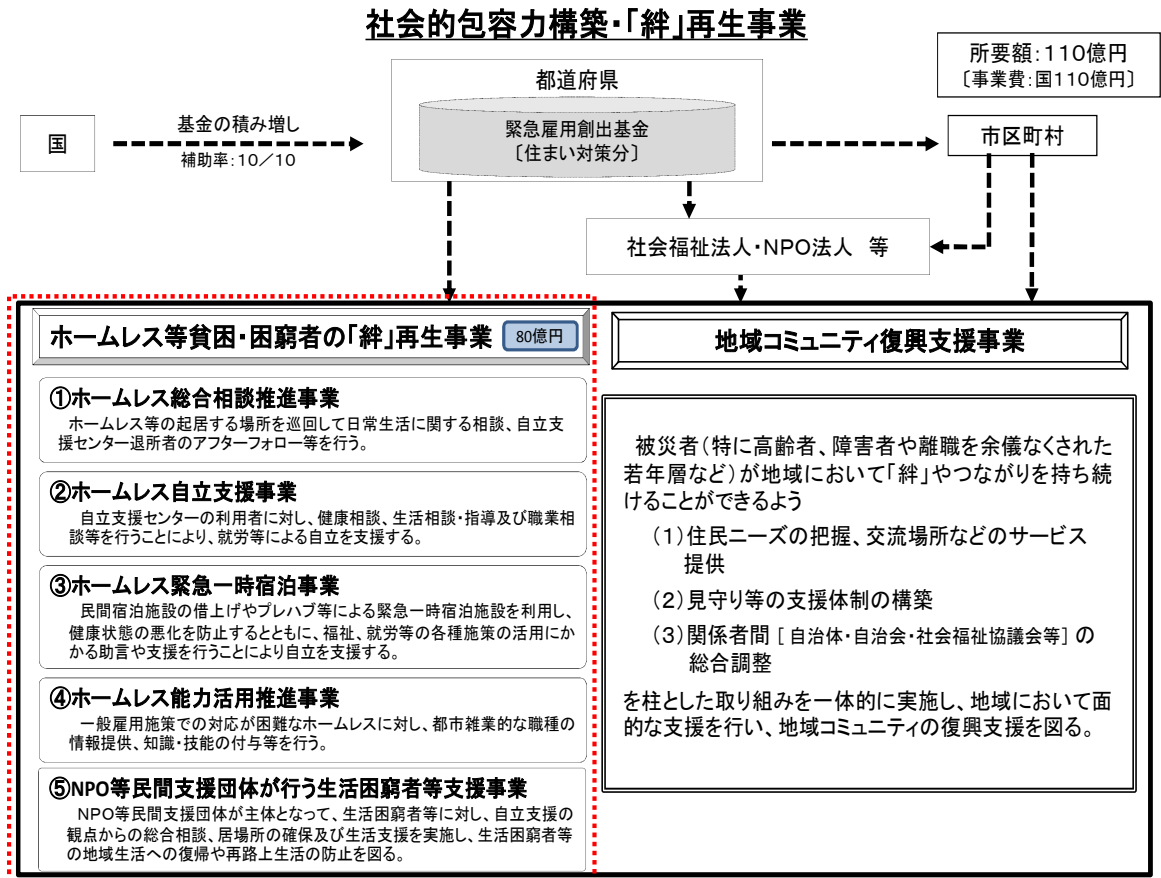 社会的包容力構築・「絆」再生事業
所要額：110億円
〔事業費：国110億円〕
国
基金の積み増し
補助率：10／10
都道府県
緊急雇用創出基金
〔住まい対策分〕
市区町村
社会福祉法人・NPO法人　等
ホームレス等貧困・困窮者の「絆」再生事業
80億円
①ホームレス総合相談推進事業
ホームレス等の起居する場所を巡回して日常生活に関する相談、自立支
援センター退所者のアフターフォロー等を行う。
②ホームレス自立支援事業
自立支援センターの利用者に対し、健康相談、生活相談・指導及び職業相
談等を行うことにより、就労等による自立を支援する。
③ホームレス緊急一時宿泊事業
民間宿泊施設の借上げやプレハブ等による緊急一時宿泊施設を利用し、
健康状態の悪化を防止するとともに、福祉、就労等の各種施策の活用にか
かる助言や支援を行うことにより自立を支援する。
④ホームレス能力活用推進事業
一般雇用施策での対応が困難なホームレスに対し、都市雑業的な職種の
情報提供、知識・技能の付与等を行う。
⑤NPO等民間支援団体が行う生活困窮者等支援事業
NPO等民間支援団体が主体となって、生活困窮者等に対し、自立支援の
観点からの総合相談、居場所の確保及び生活支援を実施し、生活困窮者等
の地域生活への復帰や再路上生活の防止を図る。
地域コミュニティ復興支援事業
被災者（特に高齢者、障害者や離職を余儀なくされた
若年層など）が地域において「絆」やつながりを持ち続
けることができるよう
（1）住民ニーズの把握、交流場所などのサービス
提供
（2）見守り等の支援体制の構築
（3）関係者間［自治体・自治会・社会福祉協議会等］の
総合調整
を柱とした取り組みを一体的に実施し、地域において面
的な支援を行い、地域コミュニティの復興支援を図る。